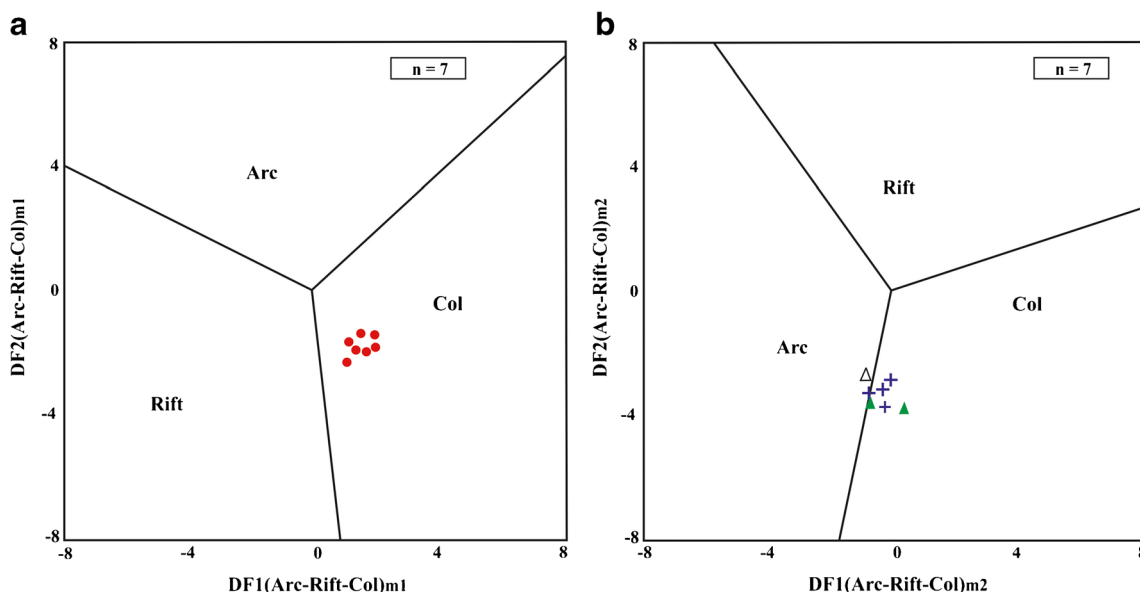 a
8
n = 7
Arc
4
DF2(Arc-Rift-Col)m1
0
Col
-4
Rift
-8
-8
-4
0
4
8
DF1(Arc-Rift-Col)m1
b
8
n = 7
4
Rift
DF2(Arc-Rift-Col)m2
0
Col
Arc
-4
-8
-8
-4
0
4
8
DF1(Arc-Rift-Col)m2